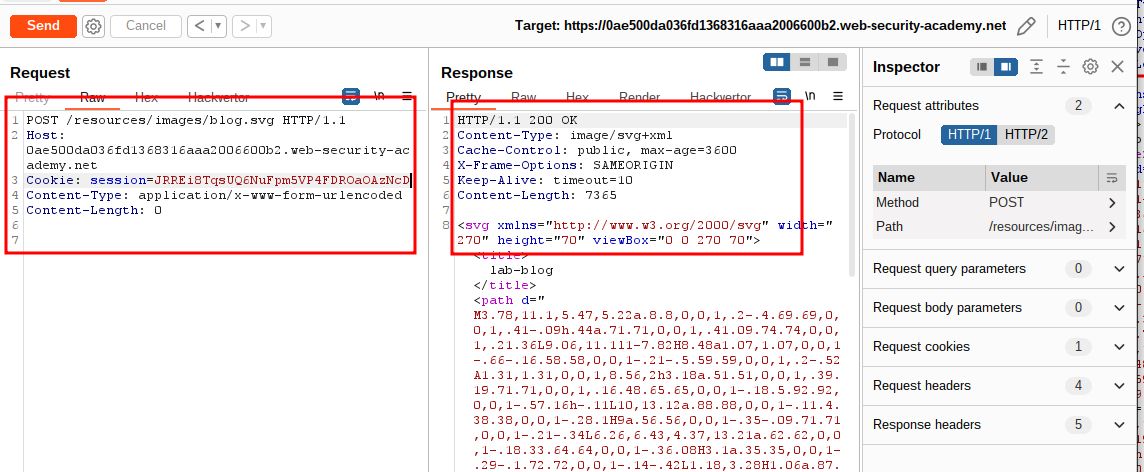 Send
Cancel
<
>
Target: https://0ae500da036fd1368316aaa2006600b2.web-security-academy.net
HTTP/1
Request
Pretty Raw Hex Hackvertor
\n
1 POST /resources/images/blog.svg HTTP/1.1
2 Host:
0ae500da036fd1368316aaa2006600b2.web-security-ac
ademy.net
3 Cookie: session=JRREi8TqsUQ6NuFpm5VP4FDROaOAzNcD
4 Content-Type: application/x-www-form-urlencoded
5 Content-Length: 0
6
7
Response
Pretty Raw Hex Render Hackvertor
\n
1 HTTP/1.1 200 OK
2 Content-Type: image/svg+xml
3 Cache-Control: public, max-age=3600
4 X-Frame-Options: SAMEORIGIN
5 Keep-Alive: timeout=10
6 Content-Length: 7365
7
8 <svg xmlns="http://www.w3.org/2000/svg" width="
270" height="70" viewBox="0 0 270 70">
<title>
lab-blog
</title>
<path d="
M3.78,11.1,5.47,5.22a.8.8,0,0,1,.2-.4.69.69,0,
0,1,.41-.09h.44a.71.71,0,0,1,.41.09.74.74,0,0,
1,.21.36L9.06,11.11l-7.82H8.48a1.07,1.07,0,0,1
-.66-.16.58.58,0,0,1-.21-.5.59.59,0,0,1,.2-.52
A1.31,1.31,0,0,1,8.56,2h3.18a.51.51,0,0,1,.39.
19.71.71,0,0,1,.16.48.65.65,0,0,1-.18.5.92.92,
0,0,1-.57.16h-.11L10,13.12a.88.88,0,0,1-.11.4.
38.38,0,0,1-.28.1H9a.56.56,0,0,1-.35-.09.71.71
,0,0,1-.21-.34L6.26,6.43,4.37,13.21a.62.62,0,0
,1-.18.33.64.64,0,0,1-.36.08H3.1a.35.35,0,0,1-
.29-.1.72.72,0,0,1-.14-.42L1.18,3.28H1.06a.87.
Inspector
Request attributes 2
Protocol HTTP/1 HTTP/2
Name Value
Method POST
Path /resources/imag...
Request query parameters 0
Request body parameters 0
Request cookies 1
Request headers 4
Response headers 5